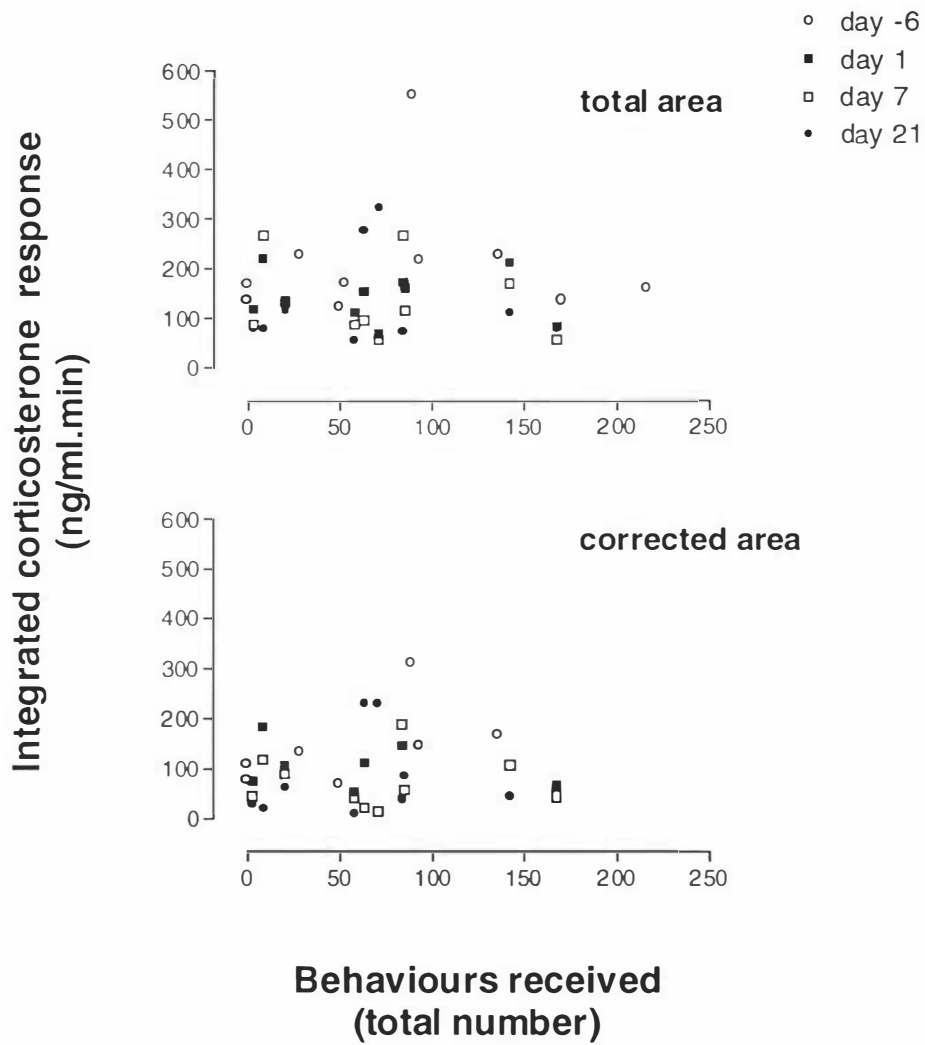 day -6
day 1
day 7
day 21
total area
600
500
400
300
200
100
0
0 50 100 150 200 250
Integrated corticosterone response
(ng/ml.min)
corrected area
600
500
400
300
200
100
0
0 50 100 150 200 250
Behaviours received
(total number)